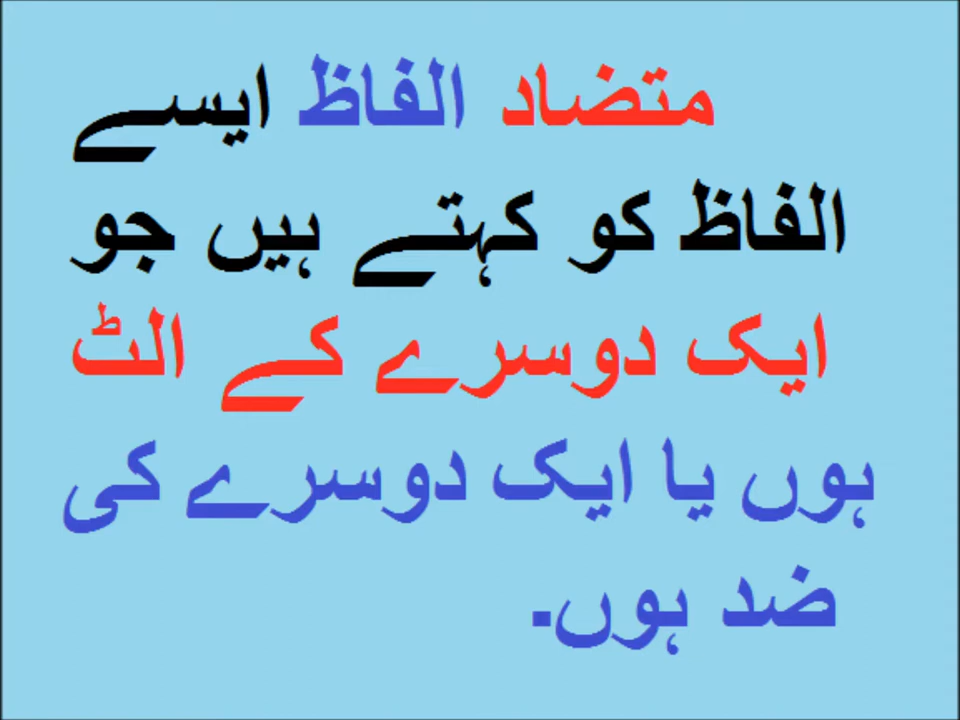 متضاد الفاظ ایسے
الفاظ کو کہتے ہیں جو
ایک دوسرے کے الٹ
ہوں یا ایک دوسرے کی
ضد ہوں۔